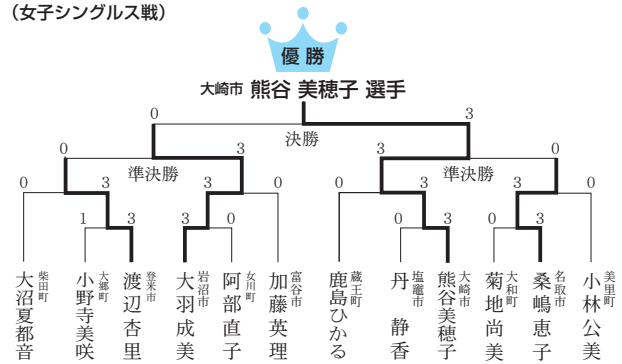 (女子シングルス戦)
優 勝
大崎市 熊谷 美穂子 選手
0 3
決勝
0 3 3 0
準決勝 準決勝
0 3 3 0 0 3 3 0
1 3 3 0 0 3 0 3
柴田町 大沼夏都音
大郷町 小野寺美咲
登米市 渡辺杏里
岩沼市 大羽成美
女川町 阿部直子
富谷市 加藤英理
蔵王町 鹿島ひかる
塩竈市 丹 静香
大崎市 熊谷美穂子
大和町 菊地尚美
名取市 桑嶋恵子
美里町 小林公美